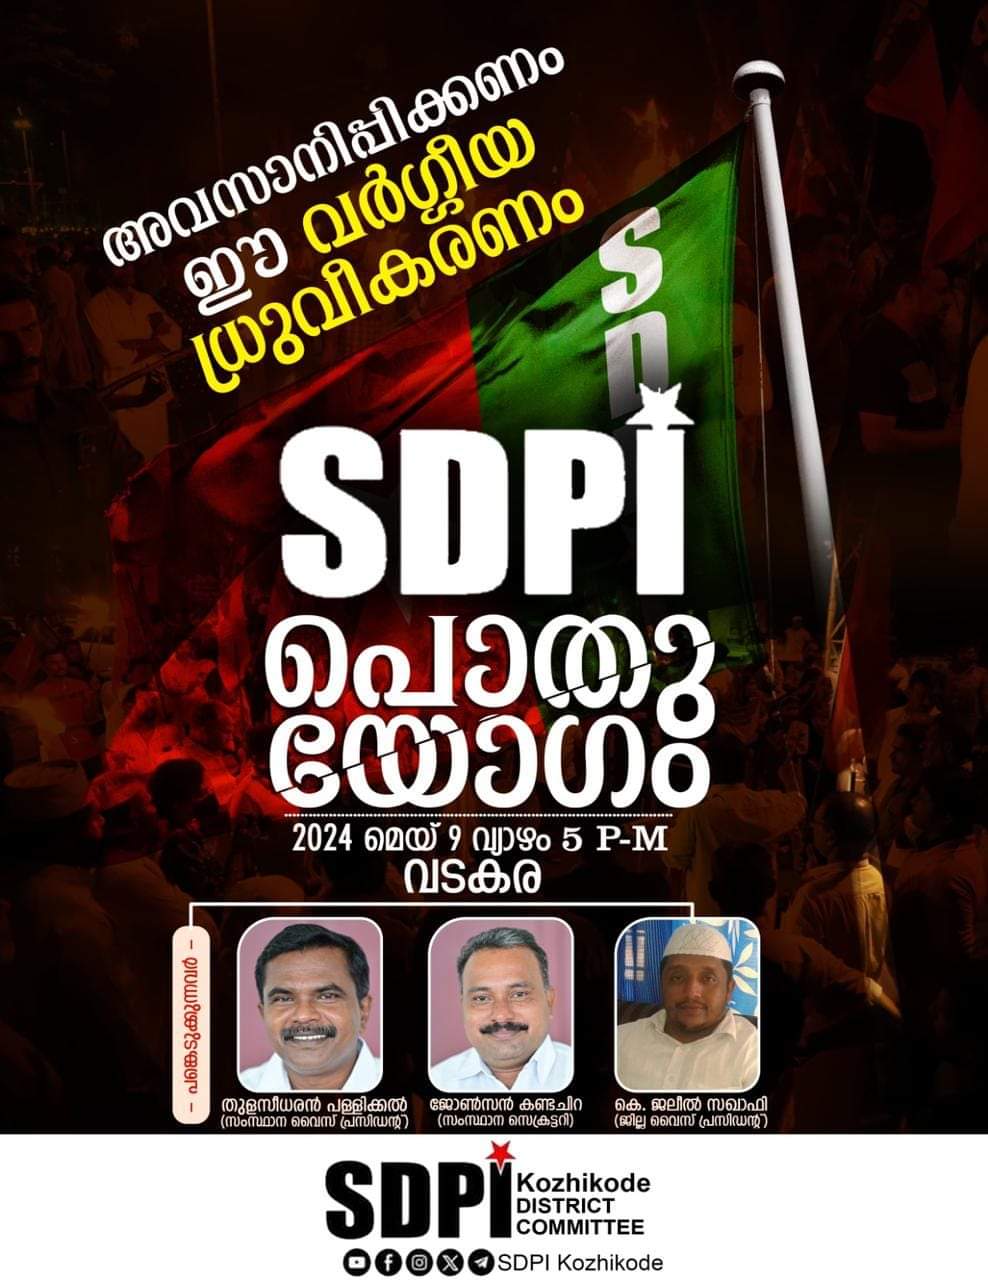 അവസാനിപ്പിക്കണം
ഈ വർഗ്ഗീയ
ധ്രുവീകരണം
S
D
SDPI
പൊതു
യോഗം
2024 മെയ് 9 വ്യാഴം 5 P-M
വടകര
- പങ്കെടുക്കുന്നവർ -
തുളസീധരൻ പള്ളിക്കൽ
(സംസ്ഥാന വൈസ് പ്രസിഡന്റ്)
ജോൺസൻ കണ്ടച്ചിറ
(സംസ്ഥാന സെക്രട്ടറി)
കെ. ജലീൽ സഖാഫി
(ജില്ല വൈസ് പ്രസിഡന്റ്)
SDPI
Kozhikode
DISTRICT
COMMITTEE
SDPI Kozhikode